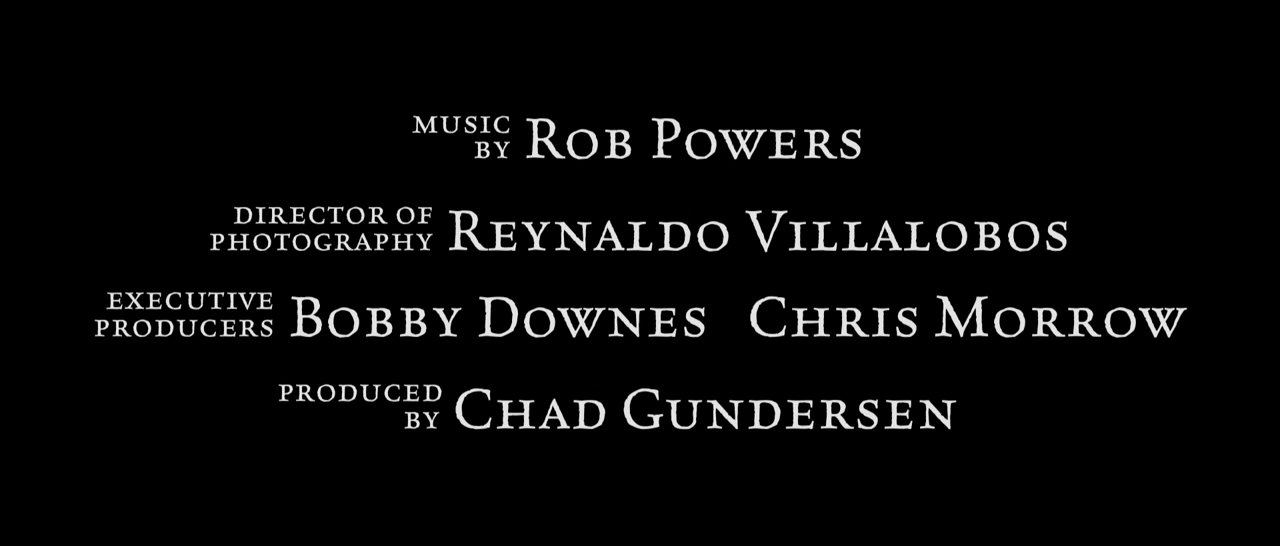 MUSIC BY ROB POWERS
DIRECTOR OF PHOTOGRAPHY REYNALDO VILLALOBOS
EXECUTIVE PRODUCERS BOBBY DOWNES CHRIS MORROW
PRODUCED BY CHAD GUNDERSEN